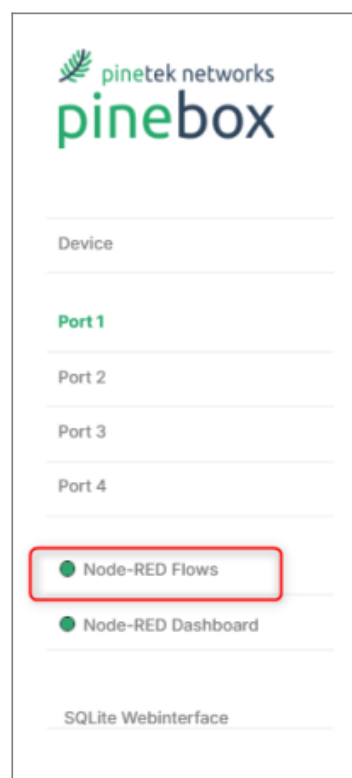 pinetek networks
pinebox
Device
Port 1
Port 2
Port 3
Port 4
Node-RED Flows
Node-RED Dashboard
SQLite Webinterface